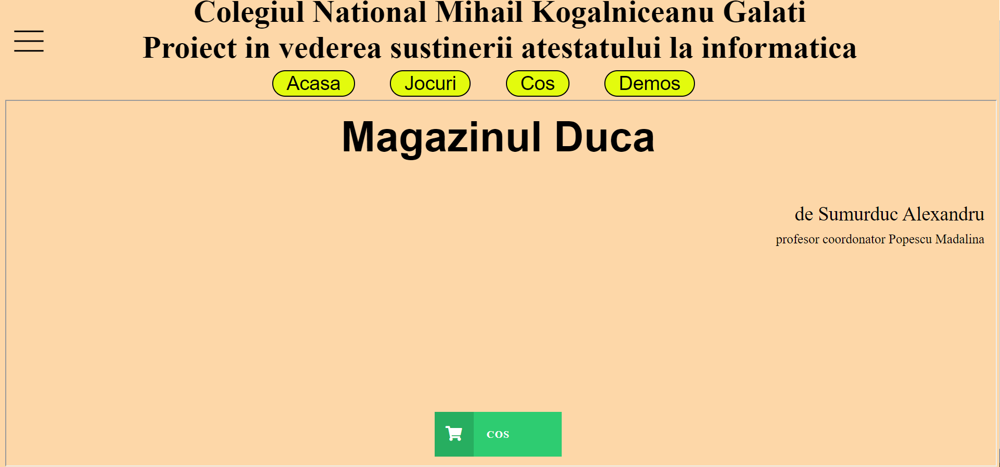 Colegiul National Mihail Kogalniceanu Galati
Proiect in vederea sustinerii atestatului la informatica
Acasa Jocuri Cos Demos
Magazinul Duca
de Sumurduc Alexandru
profesor coordonator Popescu Madalina
COS